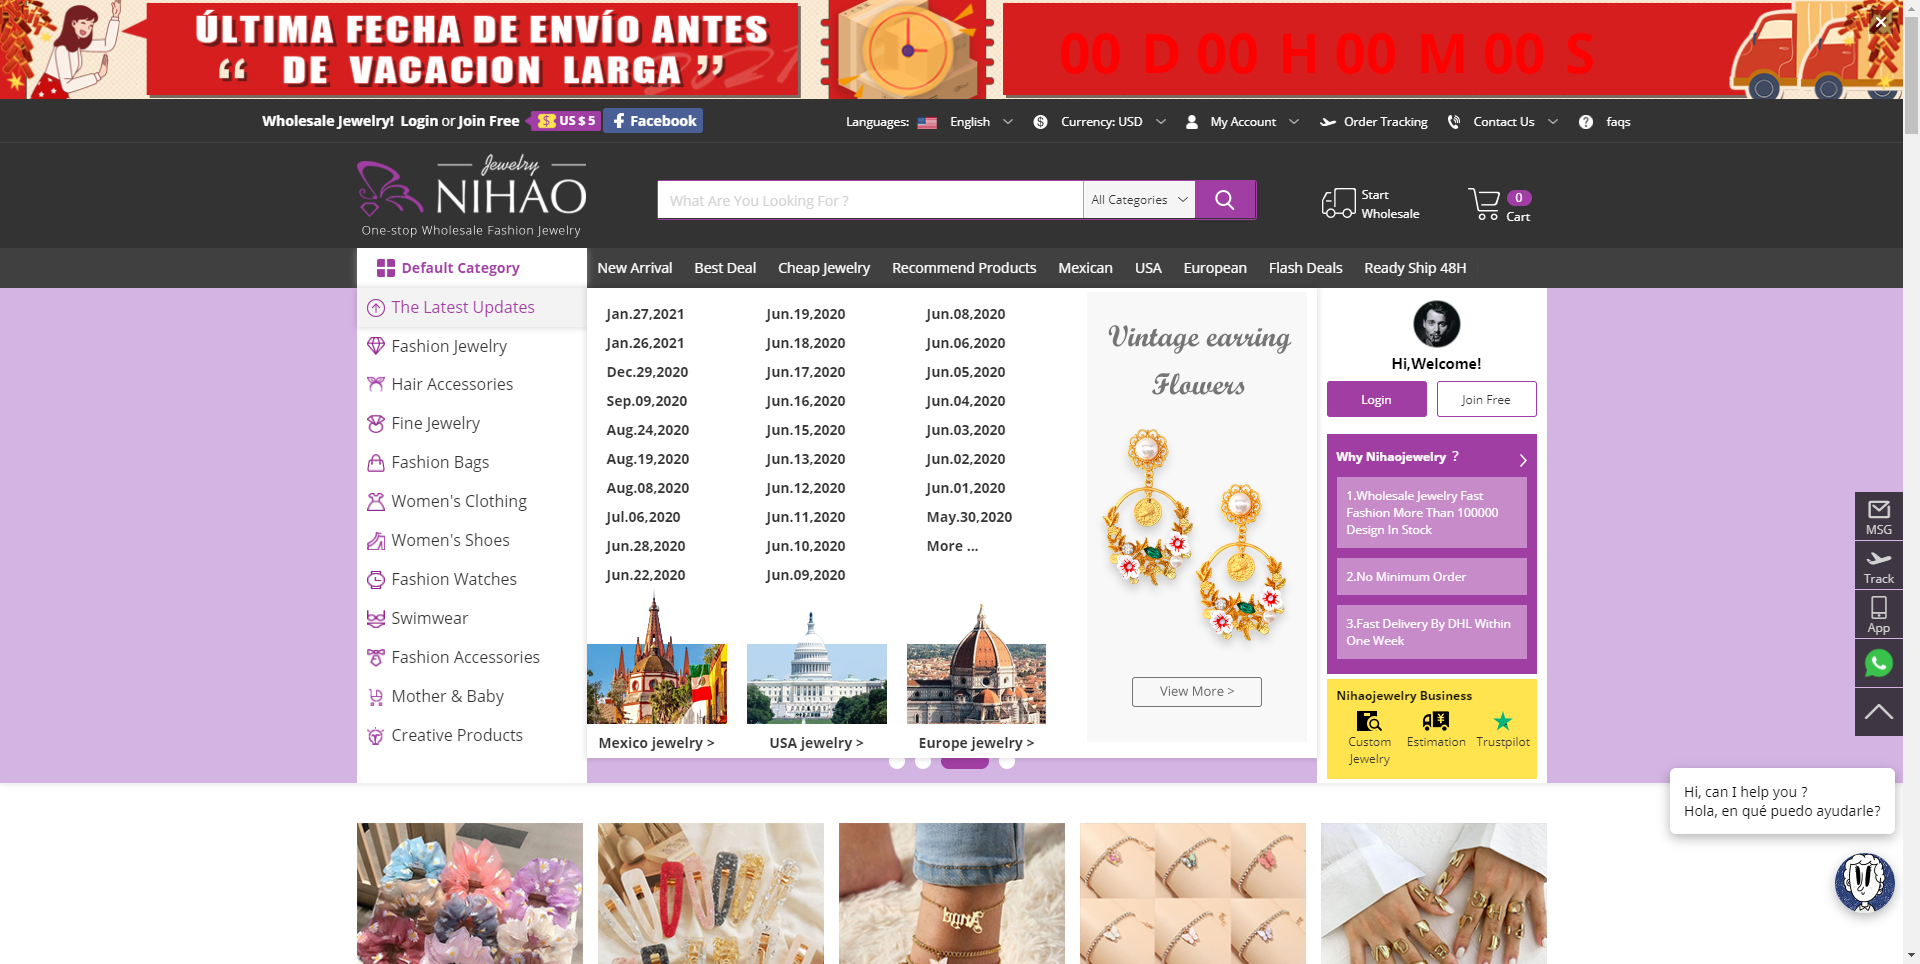 ÚLTIMA FECHA DE ENVÍO ANTES
“ DE VACACION LARGA ”
00 D 00 H 00 M 00 S
Wholesale Jewelry! Login or Join Free US $ 5 Facebook
Languages: English Currency: USD My Account Order Tracking Contact Us faqs
Jewelry
NIHAO
One-stop Wholesale Fashion Jewelry
What Are You Looking For ?
All Categories
Start
Wholesale
0
Cart
Default Category
New Arrival Best Deal Cheap Jewelry Recommend Products Mexican USA European Flash Deals Ready Ship 48H
The Latest Updates
Fashion Jewelry
Hair Accessories
Fine Jewelry
Fashion Bags
Women's Clothing
Women's Shoes
Fashion Watches
Swimwear
Fashion Accessories
Mother & Baby
Creative Products
Jan.27,2021
Jan.26,2021
Dec.29,2020
Sep.09,2020
Aug.24,2020
Aug.19,2020
Aug.08,2020
Jul.06,2020
Jun.28,2020
Jun.22,2020
Jun.19,2020
Jun.18,2020
Jun.17,2020
Jun.16,2020
Jun.15,2020
Jun.13,2020
Jun.12,2020
Jun.11,2020
Jun.10,2020
Jun.09,2020
Jun.08,2020
Jun.06,2020
Jun.05,2020
Jun.04,2020
Jun.03,2020
Jun.02,2020
Jun.01,2020
May.30,2020
More ...
Mexico jewelry >
USA jewelry >
Europe jewelry >
Vintage earring
Flowers
View More >
Hi,Welcome!
Login
Join Free
Why Nihaojewelry ?
1.Wholesale Jewelry Fast
Fashion More Than 100000
Design In Stock
2.No Minimum Order
3.Fast Delivery By DHL Within
One Week
Nihaojewelry Business
Custom
Jewelry
Estimation
Trustpilot
MSG
Track
App
Hi, can I help you ?
Hola, en qué puedo ayudarle?